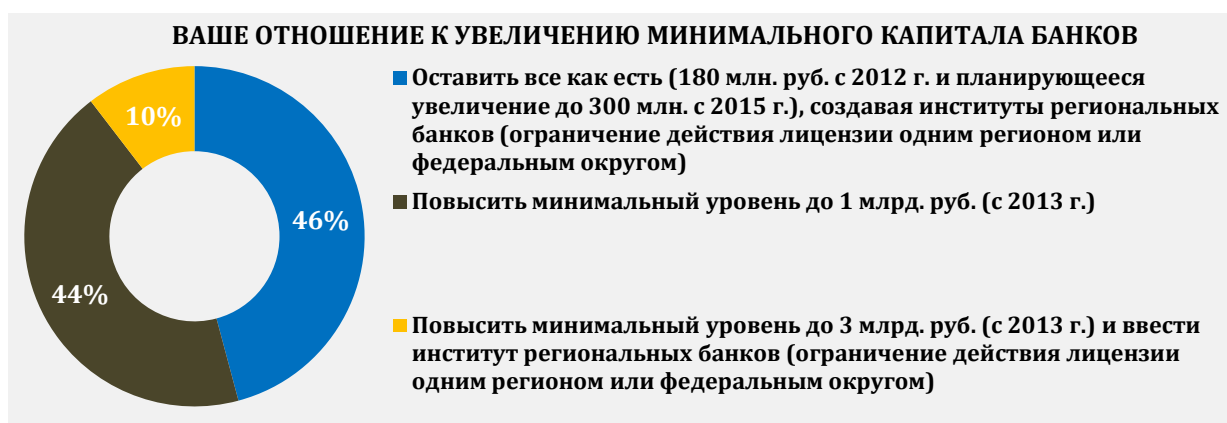 ВАШЕ ОТНОШЕНИЕ К УВЕЛИЧЕНИЮ МИНИМАЛЬНОГО КАПИТАЛА БАНКОВ
10%
46%
44%
Оставить все как есть (180 млн. руб. с 2012 г. и планирующееся
увеличение до 300 млн. с 2015 г.), создавая институты региональных
банков (ограничение действия лицензии одним регионом или
федеральным округом)
Повысить минимальный уровень до 1 млрд. руб. (с 2013 г.)
Повысить минимальный уровень до 3 млрд. руб. (с 2013 г.) и ввести
институт региональных банков (ограничение действия лицензии
одним регионом или федеральным округом)